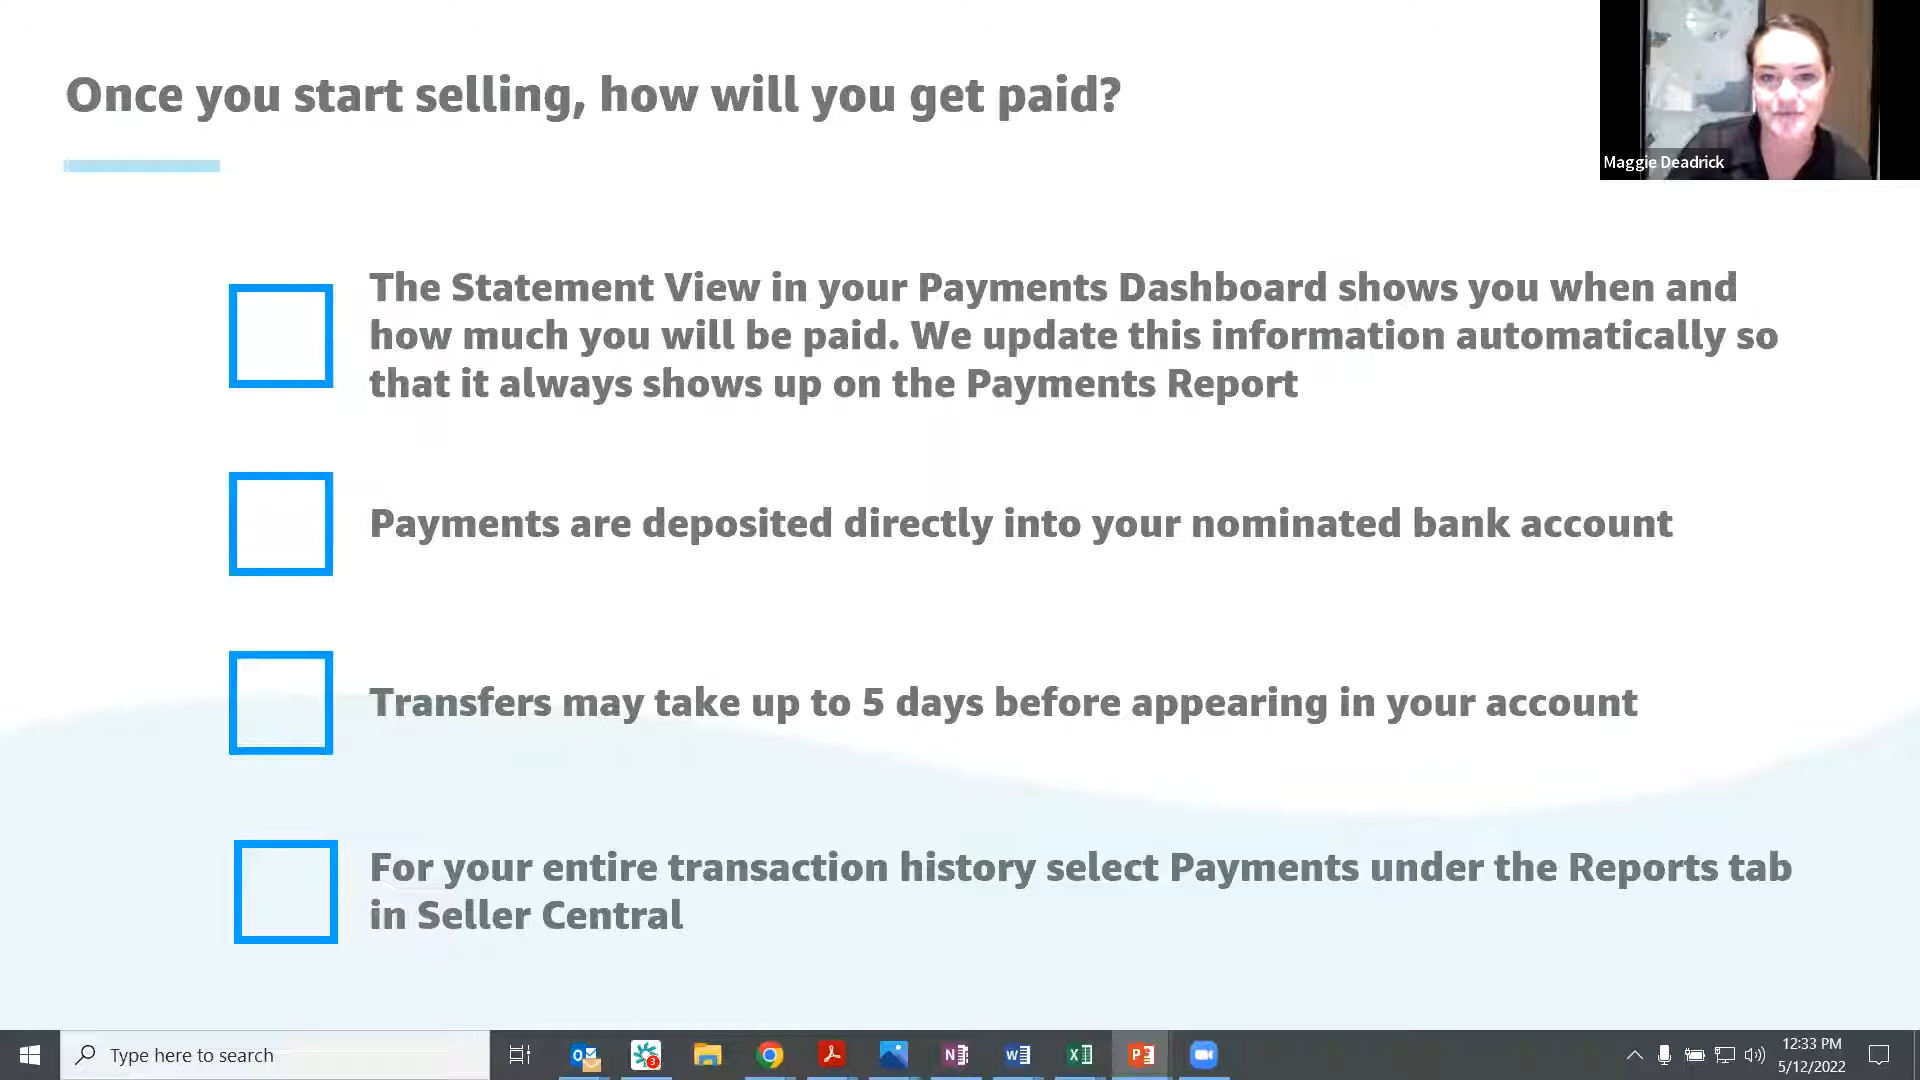 Once you start selling, how will you get paid?
Maggie Deadrick
The Statement View in your Payments Dashboard shows you when and
how much you will be paid. We update this information automatically so
that it always shows up on the Payments Report
Payments are deposited directly into your nominated bank account
Transfers may take up to 5 days before appearing in your account
For your entire transaction history select Payments under the Reports tab
in Seller Central
Type here to search
3
12:33 PM
5/12/2022